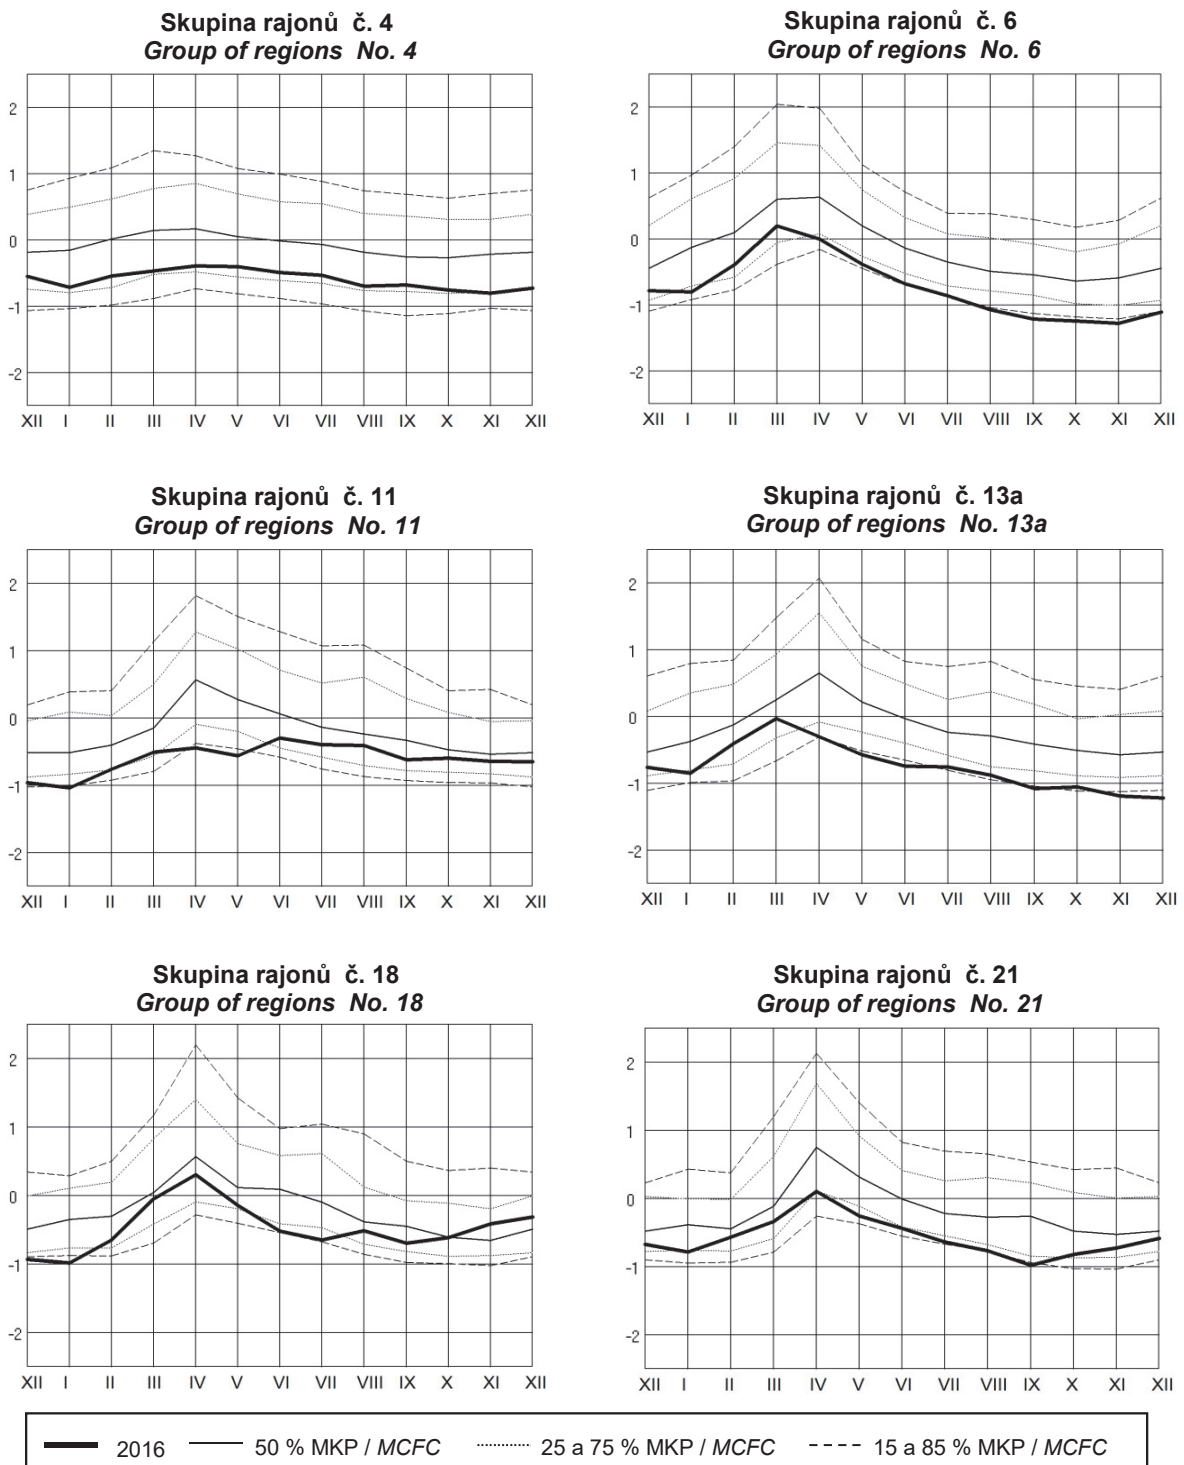 Skupina rajonů č. 4
Group of regions No. 4
2
1
0
-1
-2
XII I II III IV V VI VII VIII IX X XI XII
Skupina rajonů č. 6
Group of regions No. 6
2
1
0
-1
-2
XII I II III IV V VI VII VIII IX X XI XII
Skupina rajonů č. 11
Group of regions No. 11
2
1
0
-1
-2
XII I II III IV V VI VII VIII IX X XI XII
Skupina rajonů č. 13a
Group of regions No. 13a
2
1
0
-1
-2
XII I II III IV V VI VII VIII IX X XI XII
Skupina rajonů č. 18
Group of regions No. 18
2
1
0
-1
-2
XII I II III IV V VI VII VIII IX X XI XII
Skupina rajonů č. 21
Group of regions No. 21
2
1
0
-1
-2
XII I II III IV V VI VII VIII IX X XI XII
2016 50 % MKP / MCFC 25 a 75 % MKP / MCFC 15 a 85 % MKP / MCFC